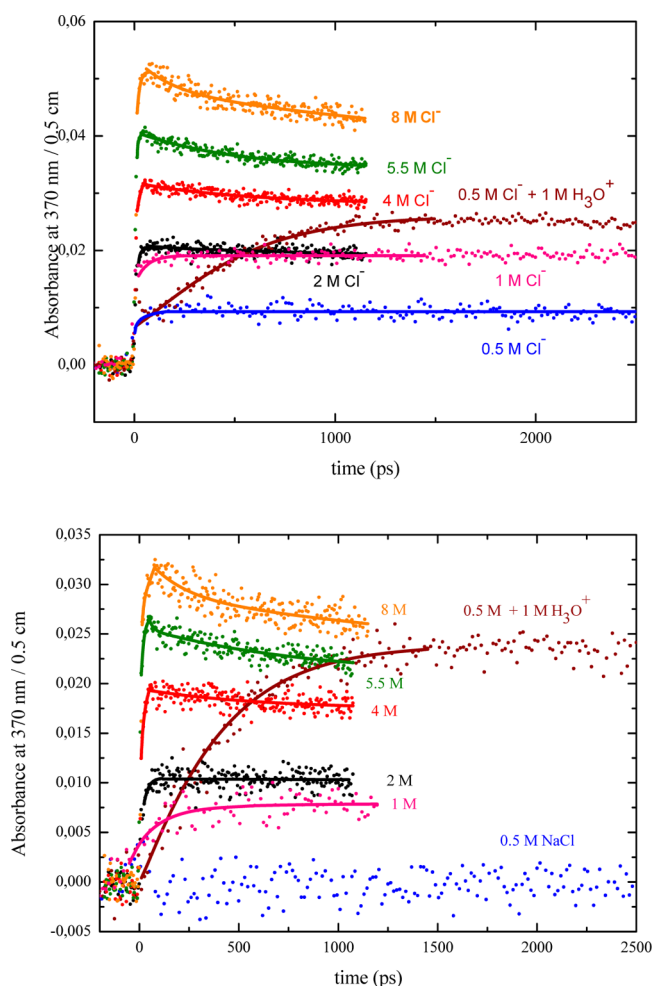 0,06
0,04
0,02
0,00
Absorbance at 370 nm / 0.5 cm
8 M Cl⁻
5.5 M Cl⁻
4 M Cl⁻
0.5 M Cl⁻ + 1 M H₃O⁺
2 M Cl⁻
1 M Cl⁻
0.5 M Cl⁻
0
1000
2000
time (ps)
0,035
0,030
0,025
0,020
0,015
0,010
0,005
0,000
-0,005
Absorbance at 370 nm / 0.5 cm
8 M
0.5 M + 1 M H₃O⁺
5.5 M
4 M
2 M
1 M
0.5 M NaCl
0
500
1000
1500
2000
2500
time (ps)